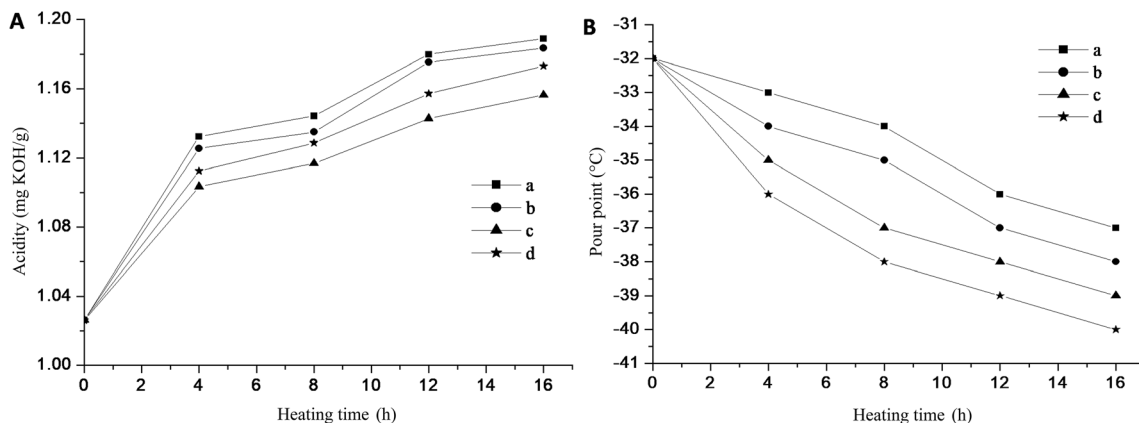 A
Acidity (mg KOH/g)
1.20
1.16
1.12
1.08
1.04
1.00
a
b
c
d
0 2 4 6 8 10 12 14 16
Heating time (h)
B
Pour point (°C)
-31
-32
-33
-34
-35
-36
-37
-38
-39
-40
-41
a
b
c
d
0 2 4 6 8 10 12 14 16
Heating time (h)